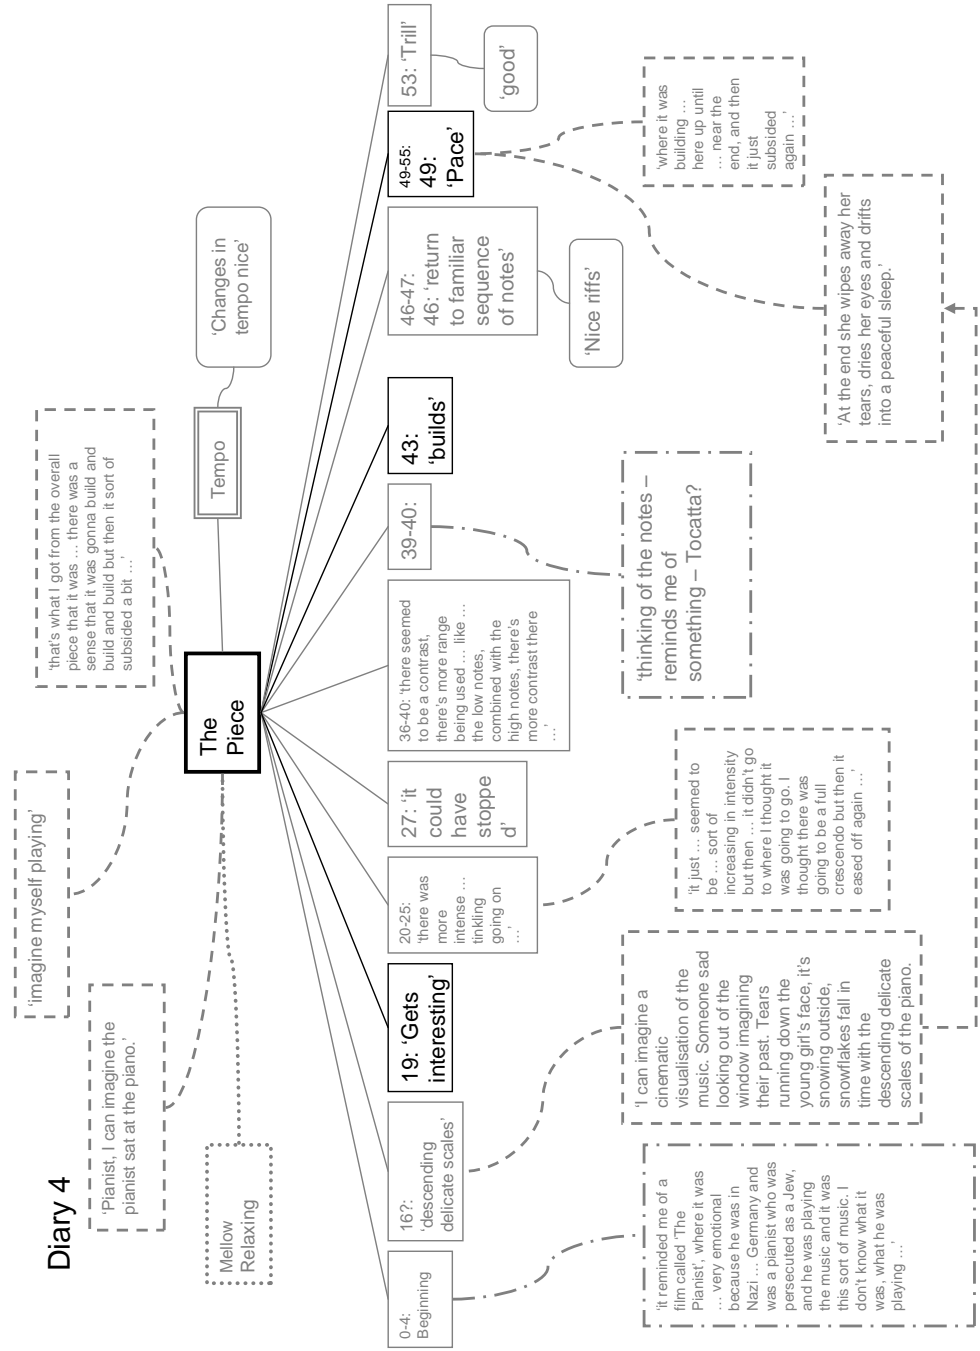 Diary 4
'Pianist, I can imagine the
pianist sat at the piano.'
'imagine myself playing'
'that's what I got from the overall
piece that it was … there was a
sense that it was gonna build and
build and build but then it sort of
subsided a bit …'
Mellow
Relaxing
The
Piece
Tempo
'Changes in
tempo nice'
0-4:
Beginning
16?:
'descending
delicate scales'
19: 'Gets
interesting'
20-25:
'there was
more
intense …
tinkling
going on
…'
27: 'it
could
have
stoppe
d'
36-40: 'there seemed
to be a contrast,
there's more range
being used … like …
the low notes,
combined with the
high notes, there's
more contrast there
…'
39-40:
43:
'builds'
46-47:
46: 'return
to familiar
sequence
of notes'
49-55:
49:
'Pace'
53: 'Trill'
'good'
'Nice riffs'
'it reminded me of a
film called 'The
Pianist', where it was
… very emotional
because he was in
Nazi … Germany and
was a pianist who was
persecuted as a Jew,
and he was playing
the music and it was
this sort of music. I
don't know what it
was, what he was
playing …'
'I can imagine a
cinematic
visualisation of the
music. Someone sad
looking out of the
window imagining
their past. Tears
running down the
young girl's face, it's
snowing outside,
snowflakes fall in
time with the
descending delicate
scales of the piano.
'it just … seemed to
be … sort of
increasing in intensity
but then … it didn't go
to where I thought it
was going to go. I
thought there was
going to be a full
crescendo but then it
eased off again …'
'thinking of the notes –
reminds me of
something – Tocatta?
'where it was
building …
here up until
… near the
end, and then
it just
subsided
again …'
'At the end she wipes away her
tears, dries her eyes and drifts
into a peaceful sleep.'